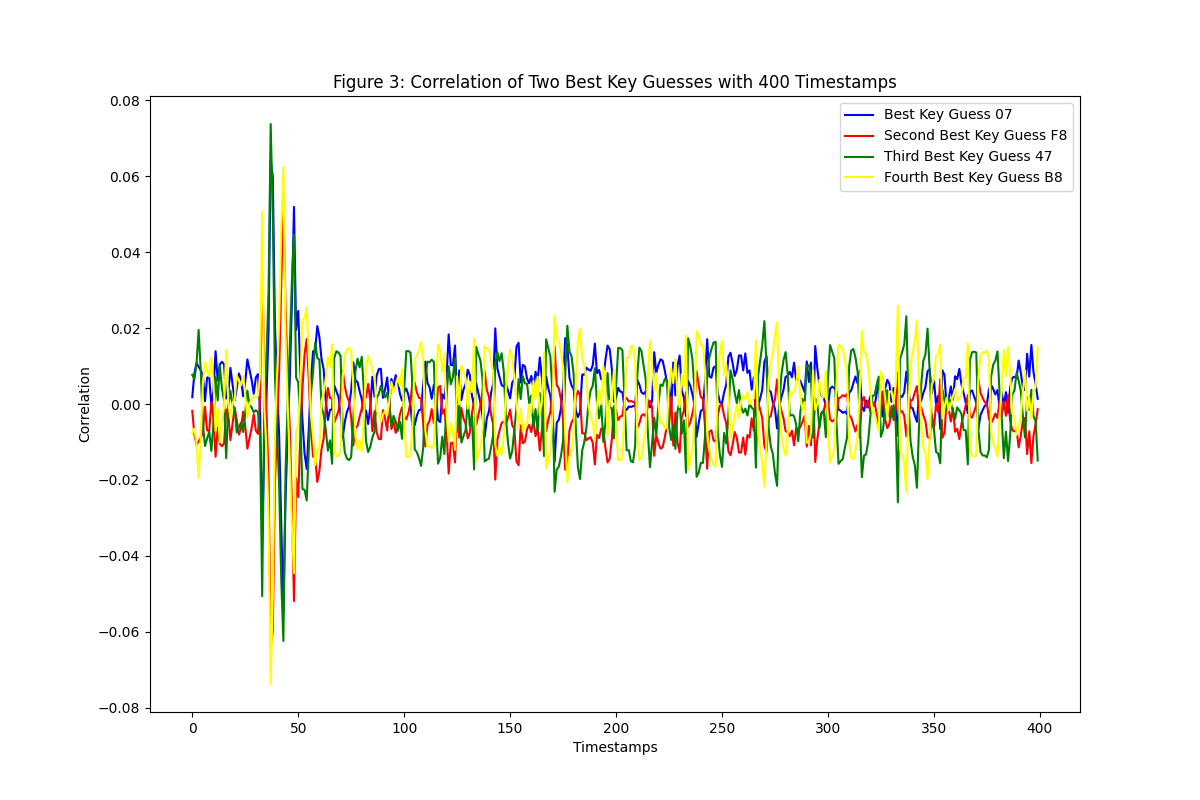 Figure 3: Correlation of Two Best Key Guesses with 400 Timestamps
Best Key Guess 07
Second Best Key Guess F8
Third Best Key Guess 47
Fourth Best Key Guess B8
0.08
0.06
0.04
0.02
0.00
−0.02
−0.04
−0.06
−0.08
Correlation
0 50 100 150 200 250 300 350 400
Timestamps